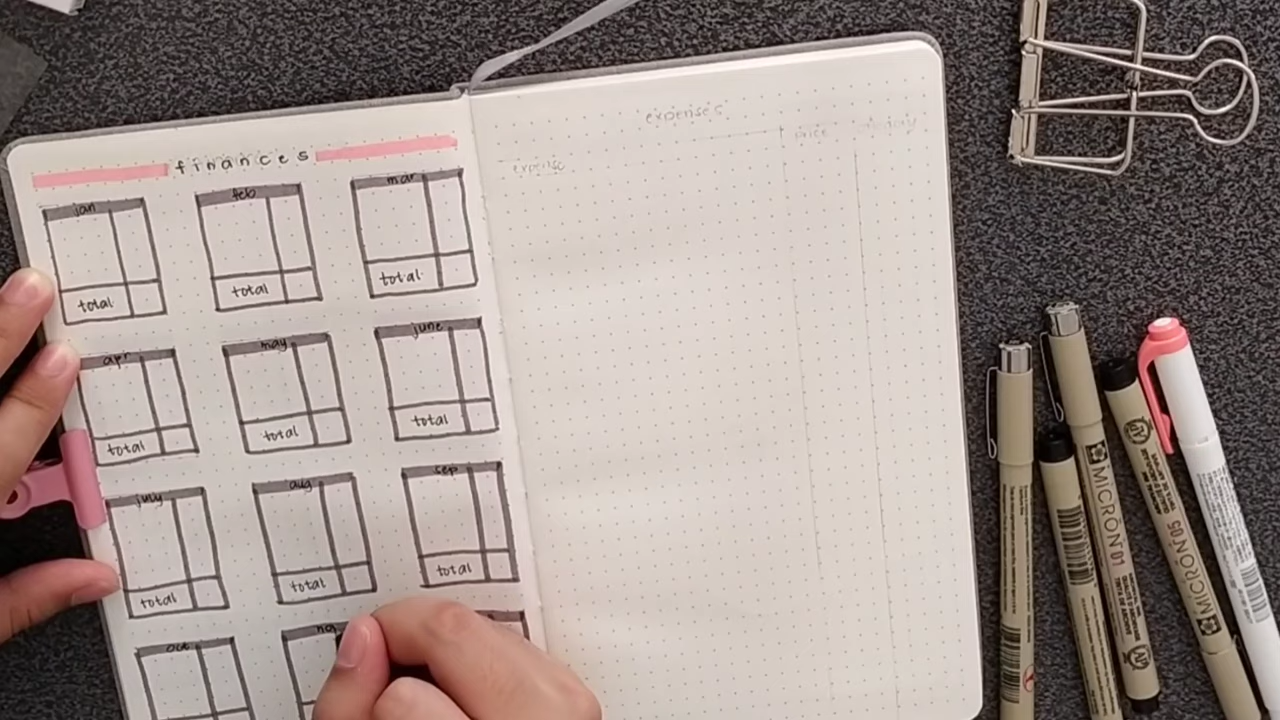 finances
jan feb mar
total total total
apr may june
total total total
july aug sep
total total total
oct
expenses
expense price
MICRON 01
MICRON 05